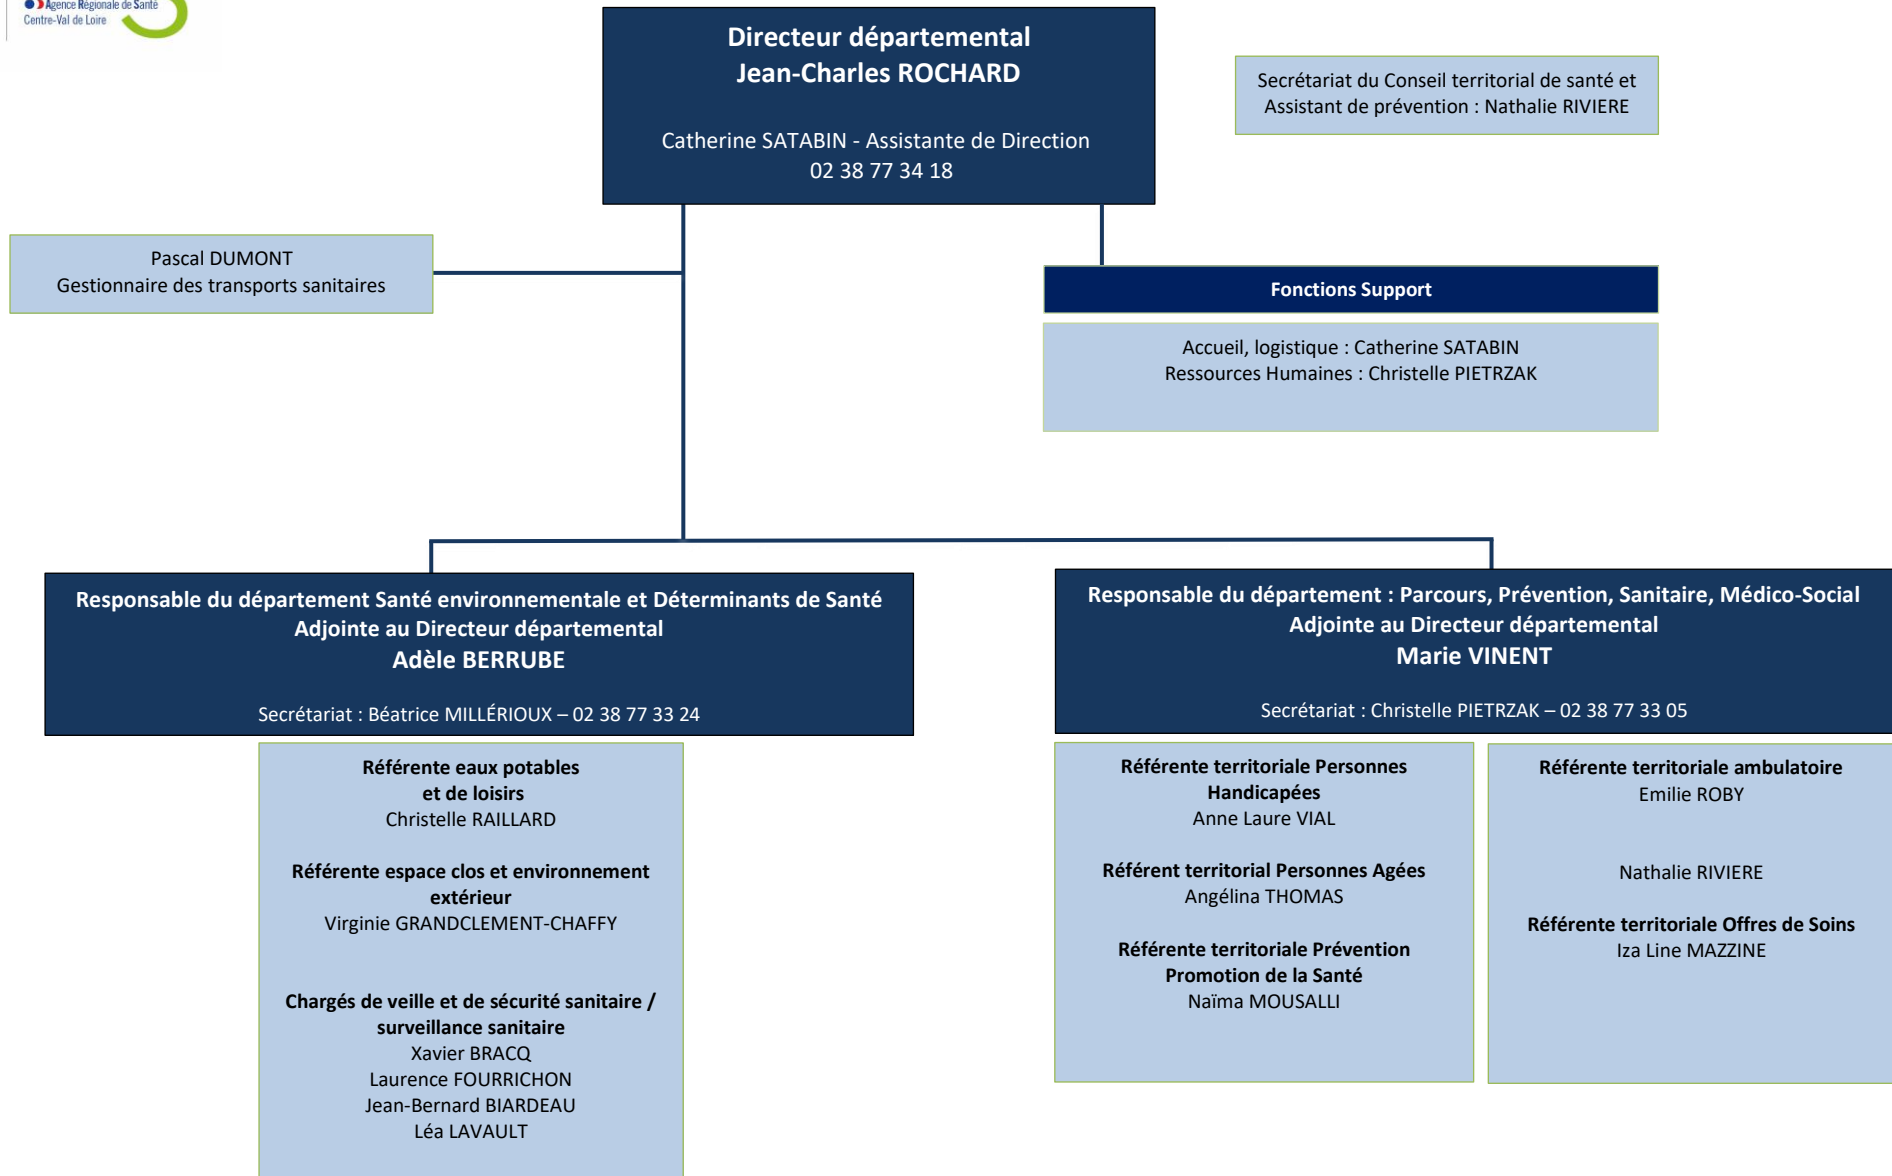 Agence Régionale de Santé
Centre-Val de Loire
Directeur départemental
Jean-Charles ROCHARD
Catherine SATABIN - Assistante de Direction
02 38 77 34 18
Secrétariat du Conseil territorial de santé et
Assistant de prévention : Nathalie RIVIERE
Pascal DUMONT
Gestionnaire des transports sanitaires
Fonctions Support
Accueil, logistique : Catherine SATABIN
Ressources Humaines : Christelle PIETRZAK
Responsable du département Santé environnementale et Déterminants de Santé
Adjointe au Directeur départemental
Adèle BERRUBE
Secrétariat : Béatrice MILLÉRIOUX – 02 38 77 33 24
Référente eaux potables
et de loisirs
Christelle RAILLARD
Référente espace clos et environnement
extérieur
Virginie GRANDCLEMENT-CHAFFY
Chargés de veille et de sécurité sanitaire /
surveillance sanitaire
Xavier BRACQ
Laurence FOURRICHON
Jean-Bernard BIARDEAU
Léa LAVAULT
Responsable du département : Parcours, Prévention, Sanitaire, Médico-Social
Adjointe au Directeur départemental
Marie VINENT
Secrétariat : Christelle PIETRZAK – 02 38 77 33 05
Référente territoriale Personnes
Handicapées
Anne Laure VIAL
Référent territorial Personnes Agées
Angélina THOMAS
Référente territoriale Prévention
Promotion de la Santé
Naïma MOUSALLI
Référente territoriale ambulatoire
Emilie ROBY
Nathalie RIVIERE
Référente territoriale Offres de Soins
Iza Line MAZZINE